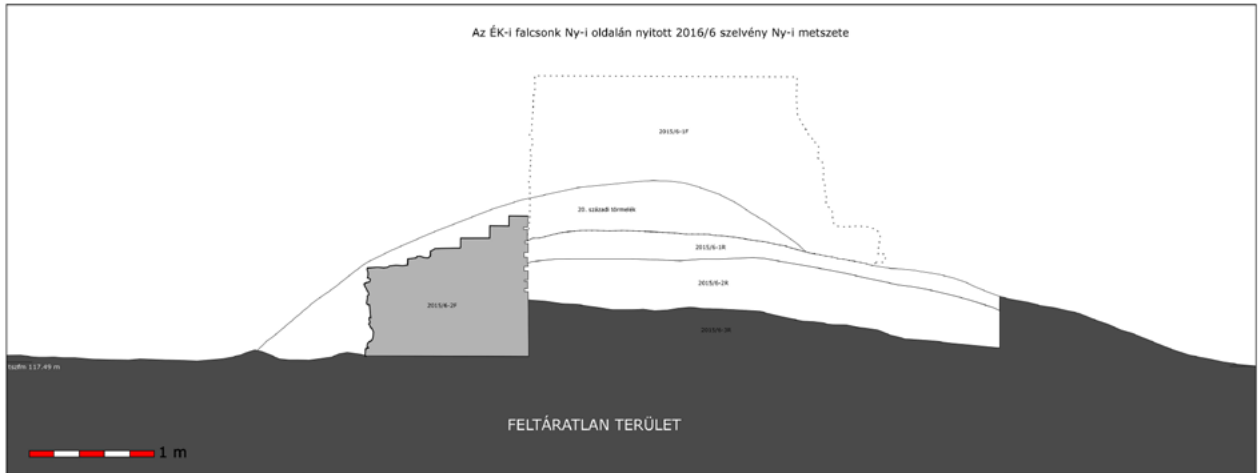 Az ÉK-i falcsonk Ny-i oldalán nyitott 2016/6 szelvény Ny-i metszete
2015/6-1F
20. századi törmelék
2015/6-1R
2015/6-2R
2015/6-2F
2015/6-3R
tszfm 117.49 m
FELTÁRATLAN TERÜLET
1 m